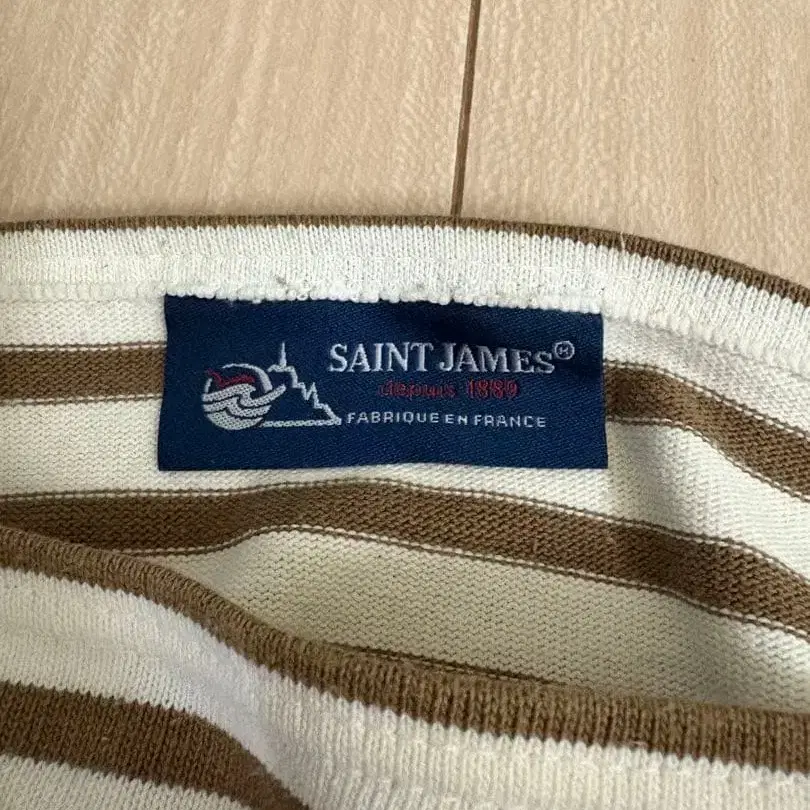 SAINT JAMES®
depuis 1889
FABRIQUE EN FRANCE